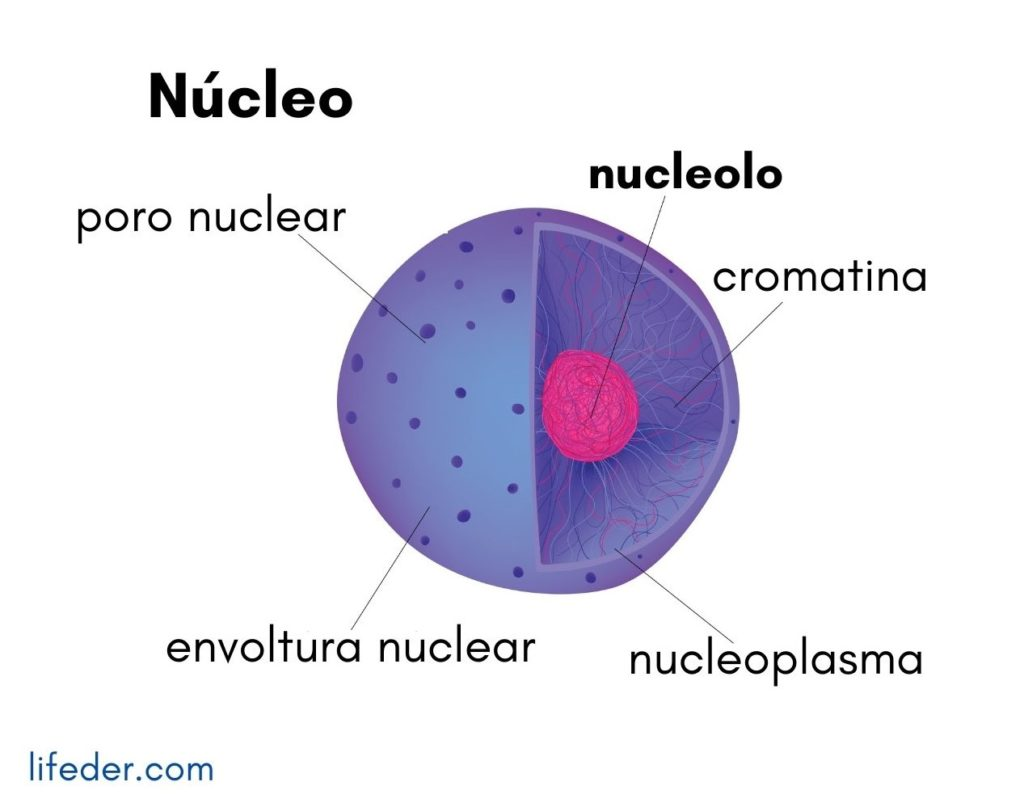 Núcleo
nucleolo
poro nuclear
cromatina
envoltura nuclear
nucleoplasma
lifeder.com